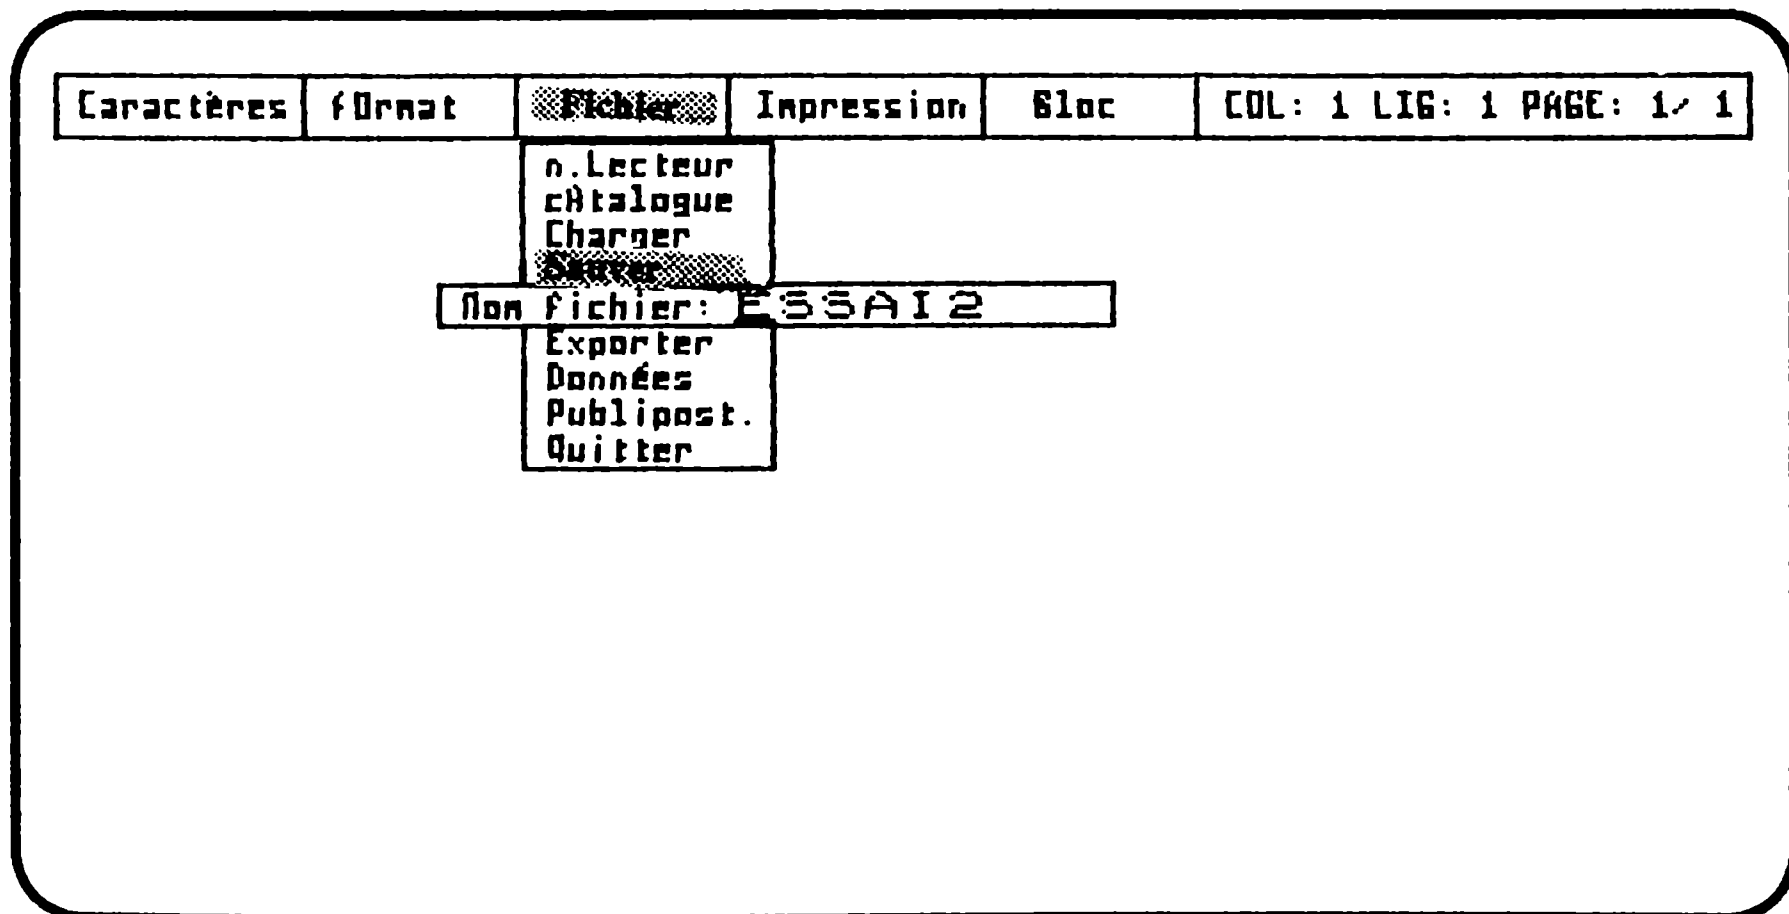 Caractères fOrmat Fichier Impression Bloc COL: 1 LIG: 1 PAGE: 1/ 1
n.Lecteur
cAtalogue
Charger
Sauver
Nom fichier: ESSAI2
Exporter
Données
Publipost.
Quitter